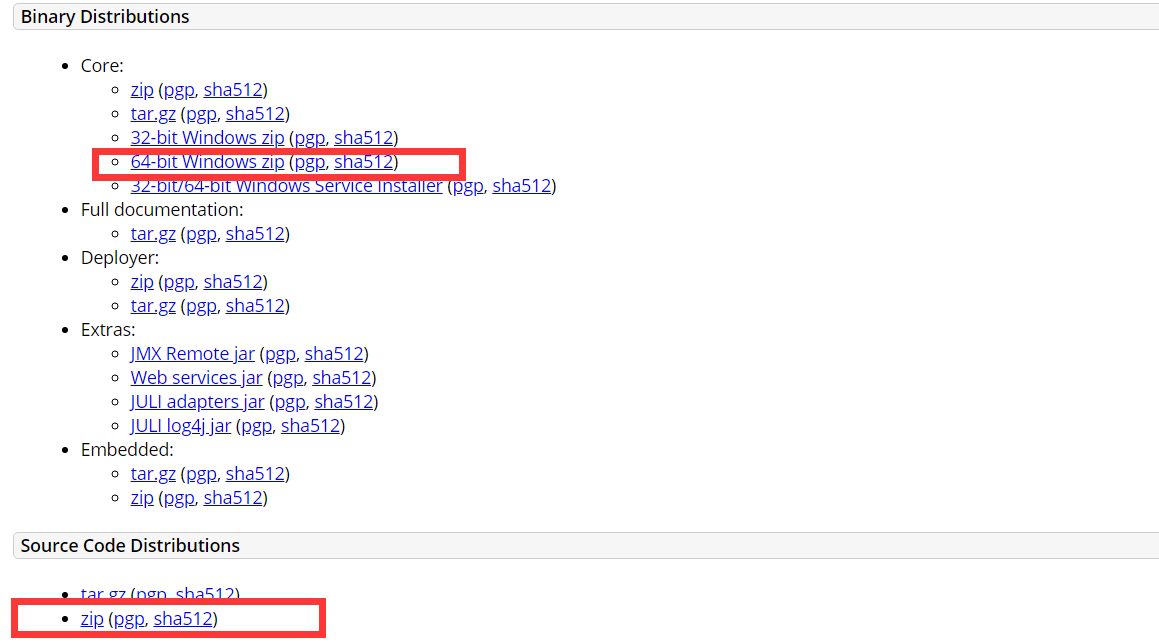 Binary Distributions
Core:
zip (pgp, sha512)
tar.gz (pgp, sha512)
32-bit Windows zip (pgp, sha512)
64-bit Windows zip (pgp, sha512)
32-bit/64-bit Windows Service Installer (pgp, sha512)
Full documentation:
tar.gz (pgp, sha512)
Deployer:
zip (pgp, sha512)
tar.gz (pgp, sha512)
Extras:
JMX Remote jar (pgp, sha512)
Web services jar (pgp, sha512)
JULI adapters jar (pgp, sha512)
JULI log4j jar (pgp, sha512)
Embedded:
tar.gz (pgp, sha512)
zip (pgp, sha512)
Source Code Distributions
tar.gz (pgp, sha512)
zip (pgp, sha512)